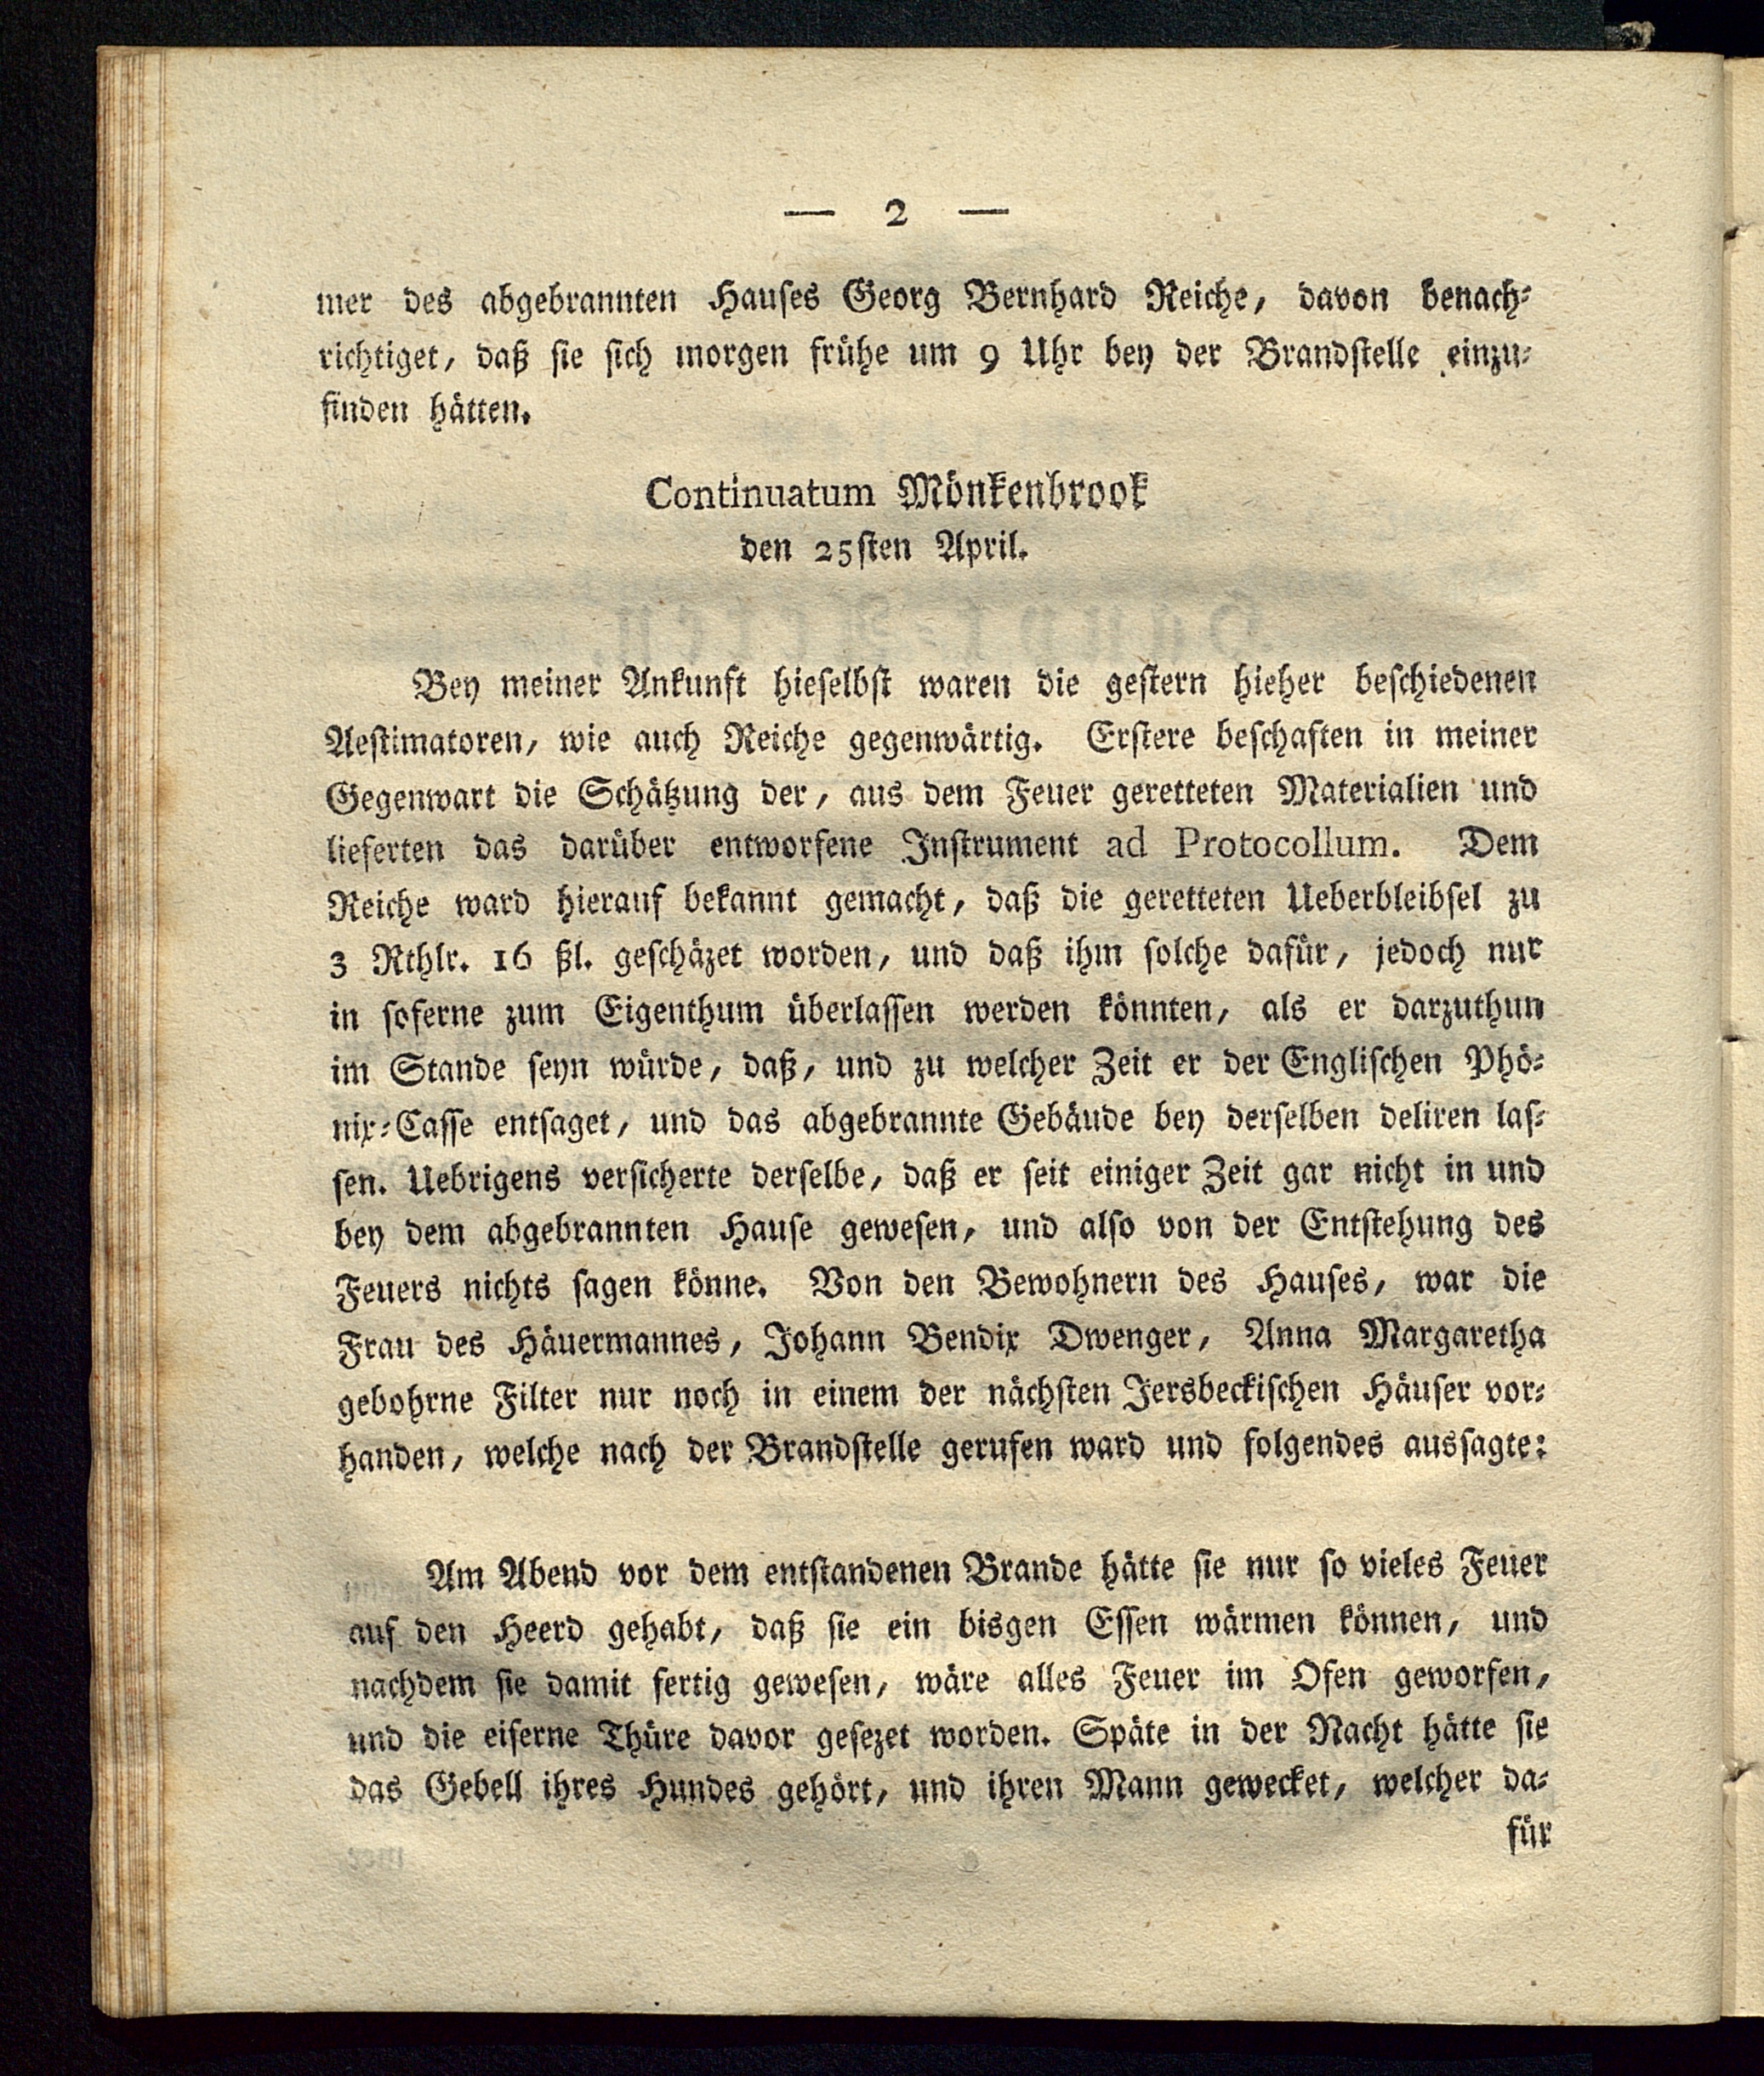 — 2 —
mer des abgebrannten Hauses Georg Bernhard Reiche, davon benach-
richtiget, daß sie sich morgen frühe um 9 Uhr bey der Brandstelle einzu-
finden hätten.
Continuatum Mönkenbrook
den 25sten April.
Bey meiner Ankunft hieselbst waren die gestern hieher beschiedenen
Aestimatoren, wie auch Reiche gegenwärtig. Erstere beschaften in meiner
Gegenwart die Schätzung der, aus dem Feuer geretteten Materialien und
lieferten das darüber entworfene Instrument ad Protocollum. Dem
Reiche ward hierauf bekannt gemacht, daß die geretteten Ueberbleibsel zu
3 Rthlr. 16 ßl. geschäzet worden, und daß ihm solche dafür, jedoch nur
in soferne zum Eigenthum überlassen werden könnten, als er darzuthun
im Stande seyn würde, daß, und zu welcher Zeit er der Englischen Phö-
nix-Casse entsaget, und das abgebrannte Gebäude bey derselben deliren las-
sen. Uebrigens versicherte derselbe, daß er seit einiger Zeit gar nicht in und
bey dem abgebrannten Hause gewesen, und also von der Entstehung des
Feuers nichts sagen könne. Von den Bewohnern des Hauses, war die
Frau des Häuermannes, Johann Bendix Dwenger, Anna Margaretha
gebohrne Filter nur noch in einem der nächsten Jersbeckischen Häuser vor-
handen, welche nach der Brandstelle gerufen ward und folgendes aussagte:
Am Abend vor dem entstandenen Brande hätte sie nur so vieles Feuer
auf den Heerd gehabt, daß sie ein bisgen Essen wärmen können, und
nachdem sie damit fertig gewesen, wäre alles Feuer im Ofen geworfen,
und die eiserne Thüre davor gesezet worden. Späte in der Nacht hätte sie
das Gebell ihres Hundes gehört, und ihren Mann gewecket, welcher da-
für